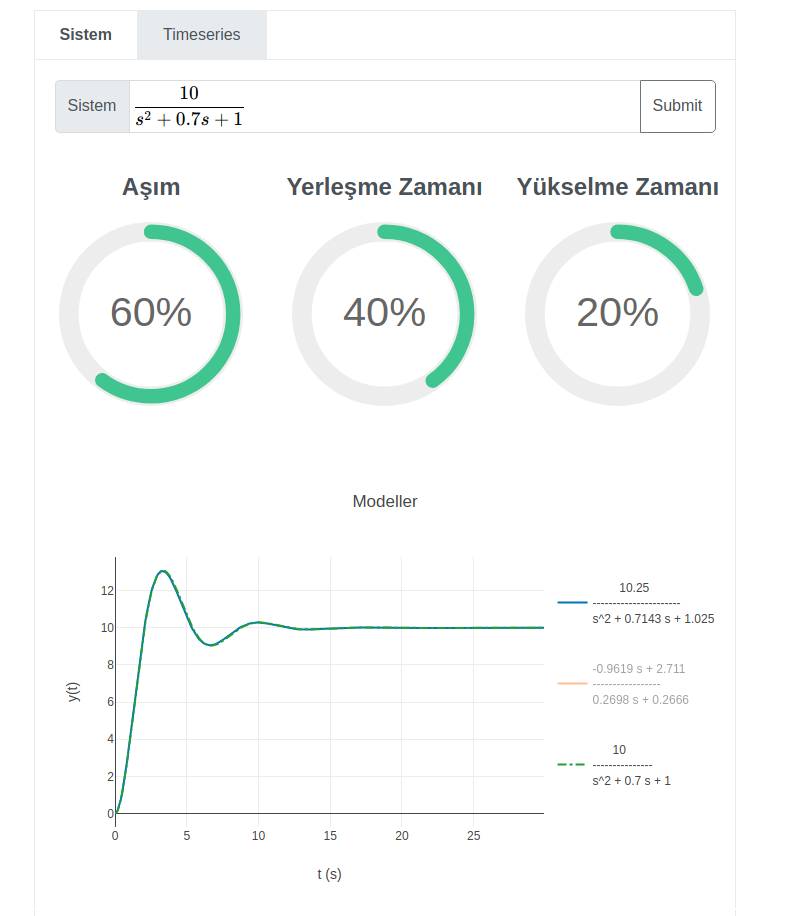 Sistem Timeseries
Sistem 10 / (s² + 0.7s + 1) Submit
Aşım Yerleşme Zamanı Yükselme Zamanı
60% 40% 20%
Modeller
12
10
8
6
4
2
0
y(t)
0 5 10 15 20 25
t (s)
10.25
----------------------
s^2 + 0.7143 s + 1.025
-0.9619 s + 2.711
-----------------
0.2698 s + 0.2666
10
---------------
s^2 + 0.7 s + 1